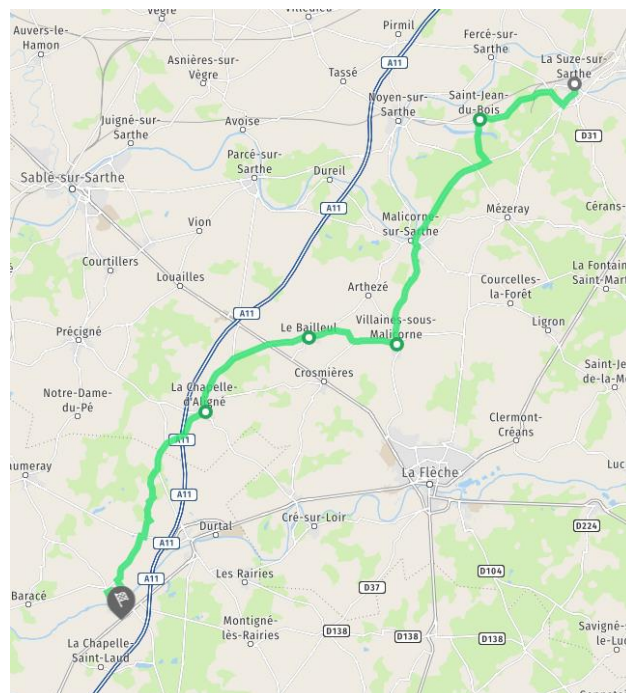 Auvers-le-
Hamon
Pirmil
Fercé-sur-
Sarthe
A11
La Suze-sur-
Sarthe
Asnières-sur-
Vègre
Tassé
Saint-Jean-
du-Bois
Noyen-sur-
Sarthe
Juigné-sur-
Sarthe
Avoise
D31
Parcé-sur-
Sarthe
Dureil
Sablé-sur-Sarthe
A11
Mézeray
Cérans-
Malicorne-
sur-Sarthe
Vion
Courtillers
Louailles
Arthezé
Courcelles-
la-Forêt
La Fontain
Saint-Mart
A11
Villaines-sous-
Malicorne
Le Bailleul
Ligron
Précigné
Crosmières
Saint-Je
de-la-M
Notre-Dame-
du-Pé
La Chapelle-
d'Aligné
Clermont-
Créans
A11
aumeray
La Flèche
Luc
A11
Durtal
Cré-sur-Loir
D224
A11
Les Rairies
D104
D37
Baracé
Montigné-
lès-Rairies
D138
D138
D138
Savigné-s
le-Lu
La Chapelle-
Saint-Laud